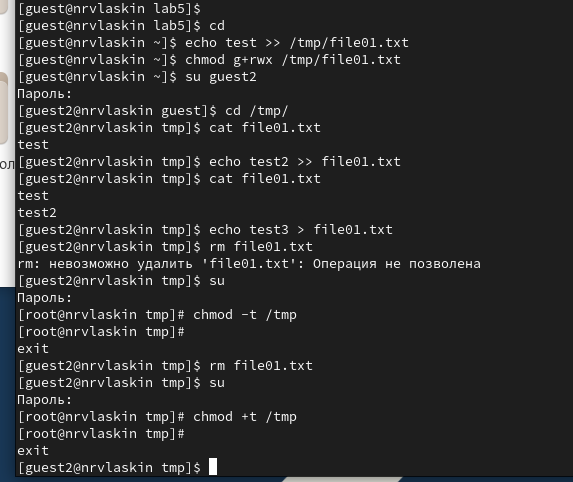 [guest@nrvlaskin lab5]$
[guest@nrvlaskin lab5]$ cd
[guest@nrvlaskin ~]$ echo test >> /tmp/file01.txt
[guest@nrvlaskin ~]$ chmod g+rwx /tmp/file01.txt
[guest@nrvlaskin ~]$ su guest2
Пароль:
[guest2@nrvlaskin guest]$ cd /tmp/
[guest2@nrvlaskin tmp]$ cat file01.txt
test
[guest2@nrvlaskin tmp]$ echo test2 >> file01.txt
[guest2@nrvlaskin tmp]$ cat file01.txt
test
test2
[guest2@nrvlaskin tmp]$ echo test3 > file01.txt
[guest2@nrvlaskin tmp]$ rm file01.txt
rm: невозможно удалить 'file01.txt': Операция не позволена
[guest2@nrvlaskin tmp]$ su
Пароль:
[root@nrvlaskin tmp]# chmod -t /tmp
[root@nrvlaskin tmp]#
exit
[guest2@nrvlaskin tmp]$ rm file01.txt
[guest2@nrvlaskin tmp]$ su
Пароль:
[root@nrvlaskin tmp]# chmod +t /tmp
[root@nrvlaskin tmp]#
exit
[guest2@nrvlaskin tmp]$